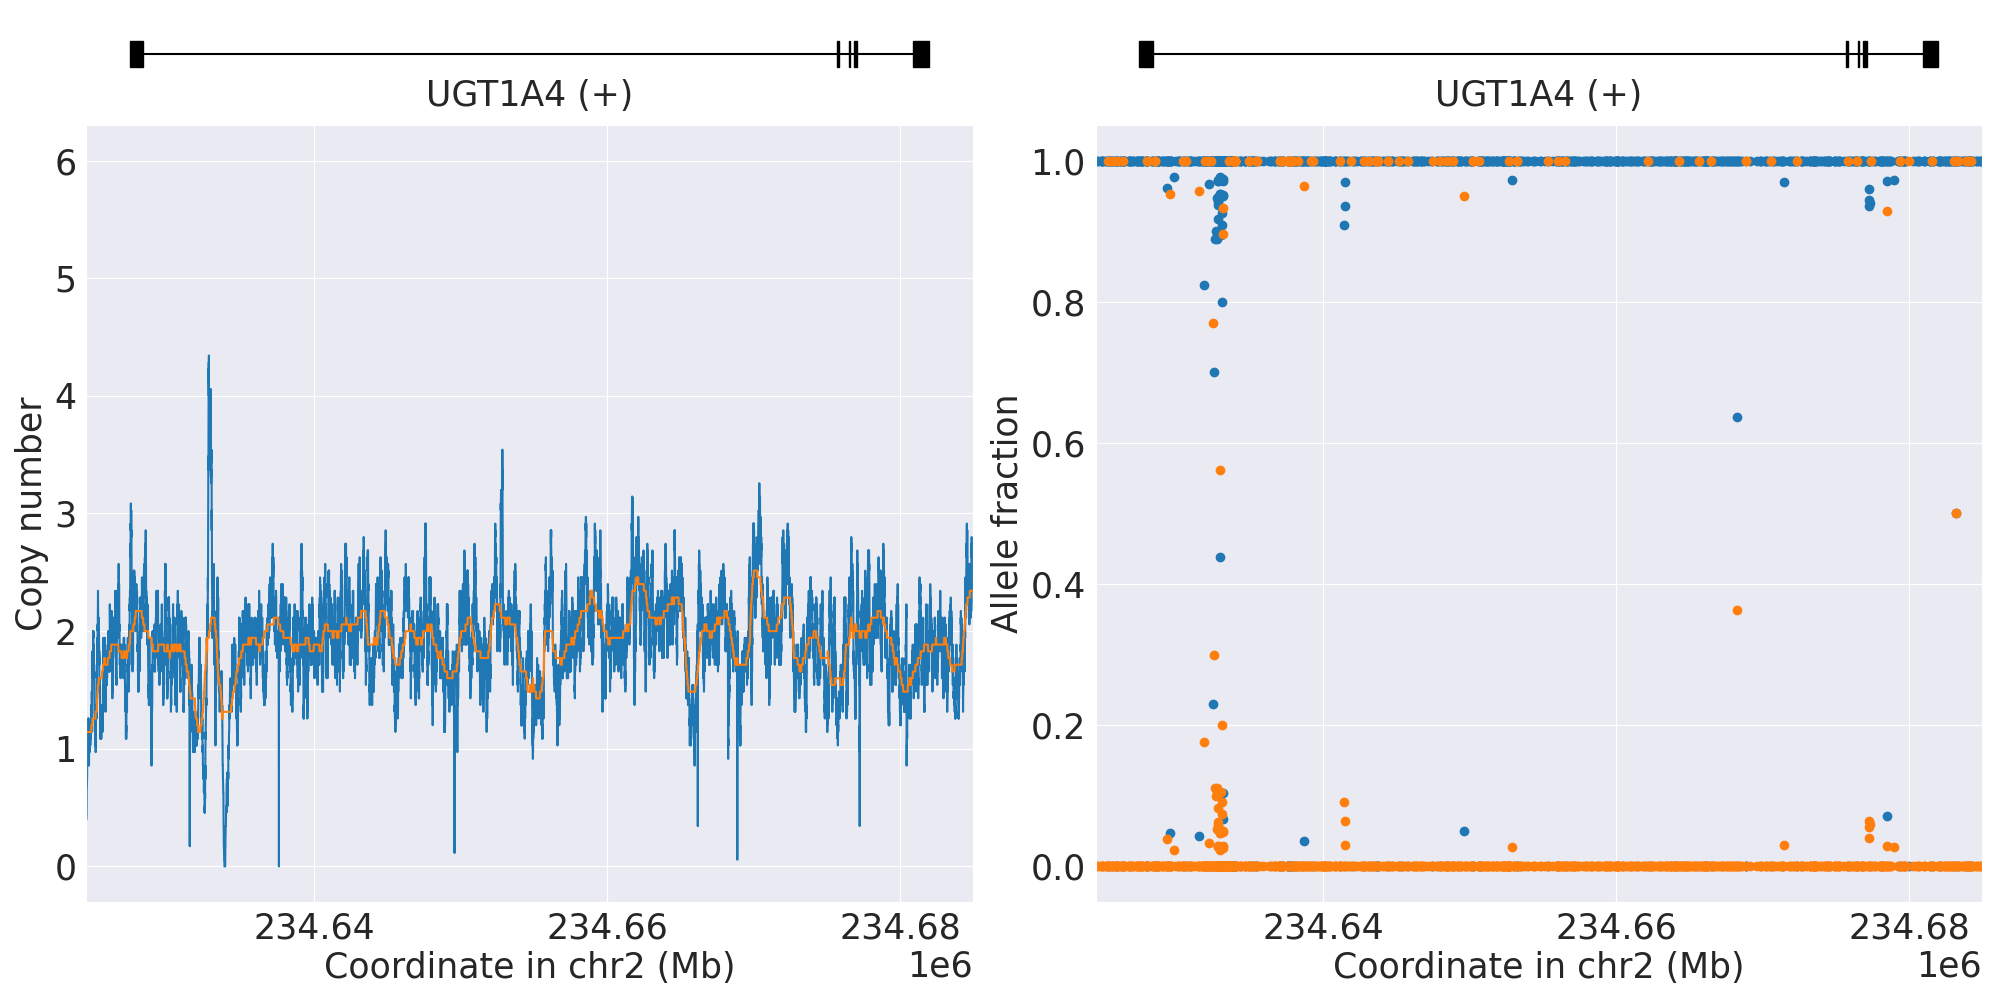 UGT1A4 (+)
6
5
4
3
2
1
0
Copy number
234.64 234.66 234.68
1e6
Coordinate in chr2 (Mb)
UGT1A4 (+)
1.0
0.8
0.6
0.4
0.2
0.0
Allele fraction
234.64 234.66 234.68
1e6
Coordinate in chr2 (Mb)